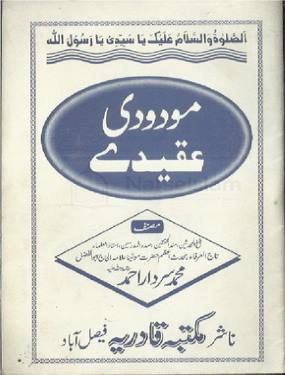 الصلوة والسلام علیک یا سیدی یا رسول اللہ
مودودی
عقیدے
مصنف
محمد سردار احمد
ناشر مکتبہ قادریہ فیصل آباد